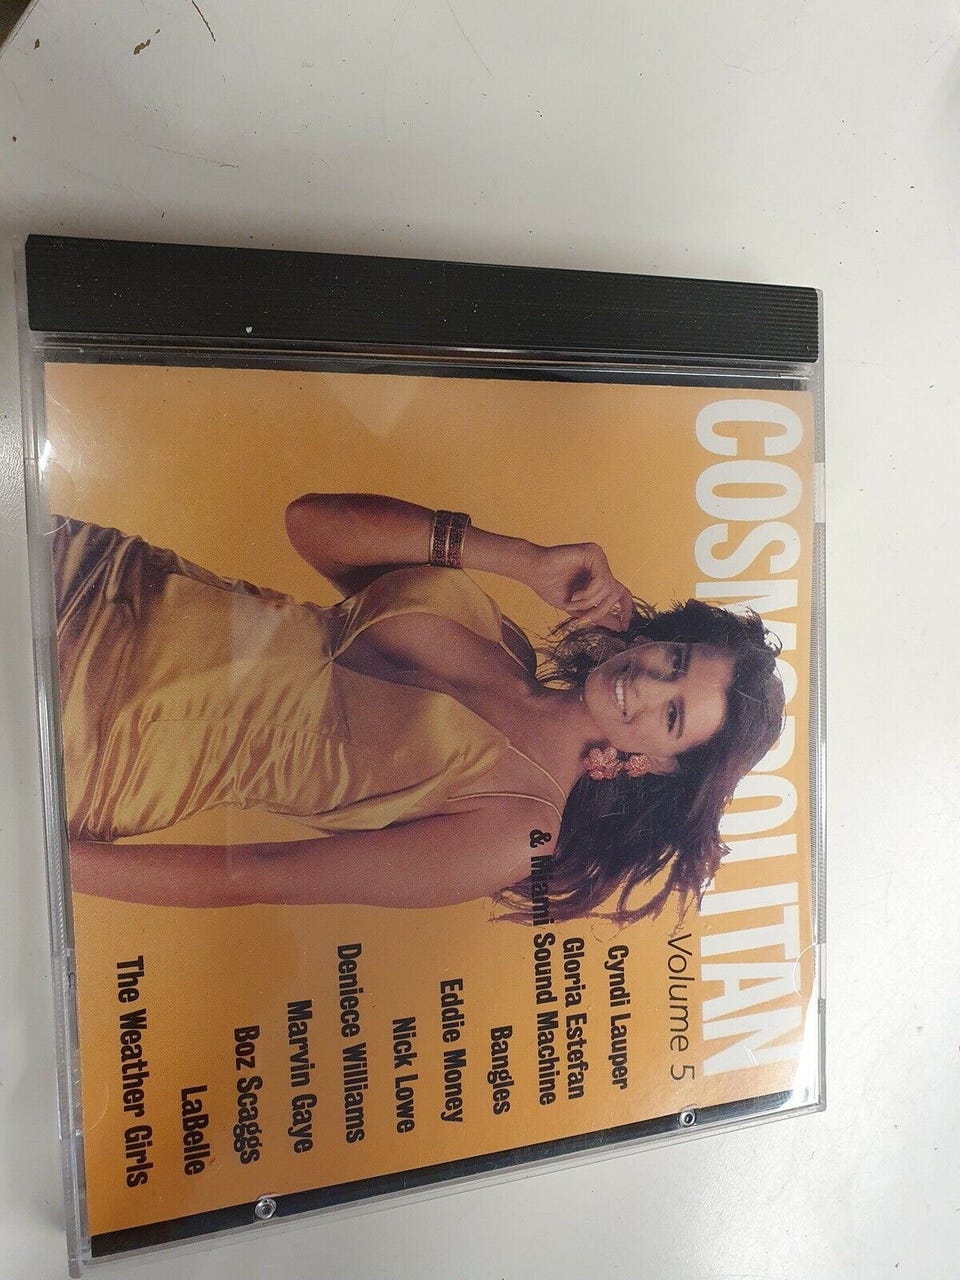 COSMOPOLITAN
Volume 5
Cyndi Lauper
Gloria Estefan
& Miami Sound Machine
Bangles
Eddie Money
Nick Lowe
Deniece Williams
Marvin Gaye
Boz Scaggs
LaBelle
The Weather Girls